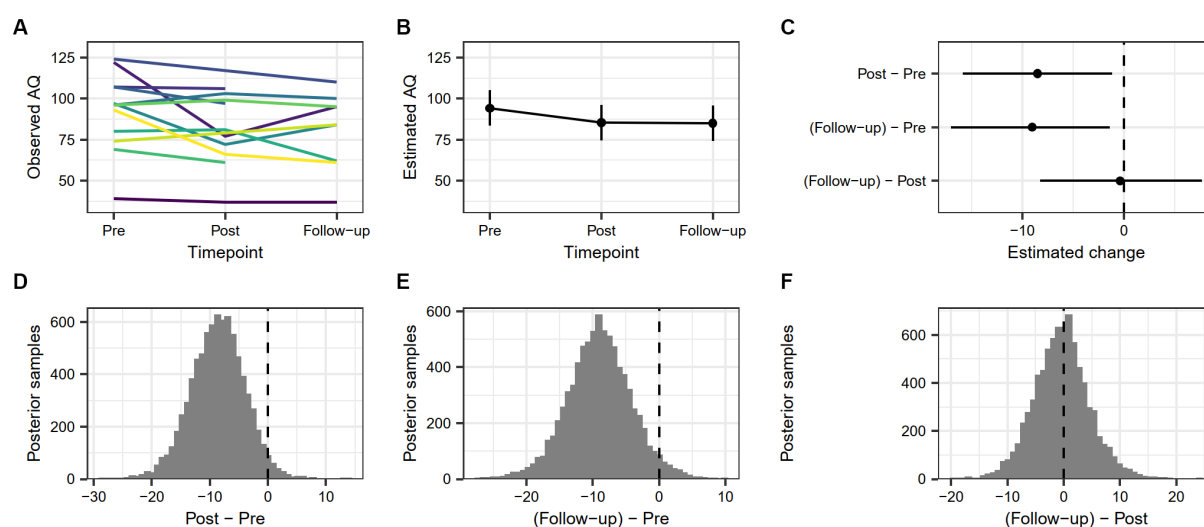 A
Observed AQ
125
100
75
50
Pre Post Follow−up
Timepoint
B
Estimated AQ
125
100
75
50
Pre Post Follow−up
Timepoint
C
Post − Pre
(Follow−up) − Pre
(Follow−up) − Post
−10 0
Estimated change
D
Posterior samples
600
400
200
0
−30 −20 −10 0 10
Post − Pre
E
Posterior samples
600
400
200
0
−20 −10 0 10
(Follow−up) − Pre
F
Posterior samples
600
400
200
0
−20 −10 0 10 20
(Follow−up) − Post